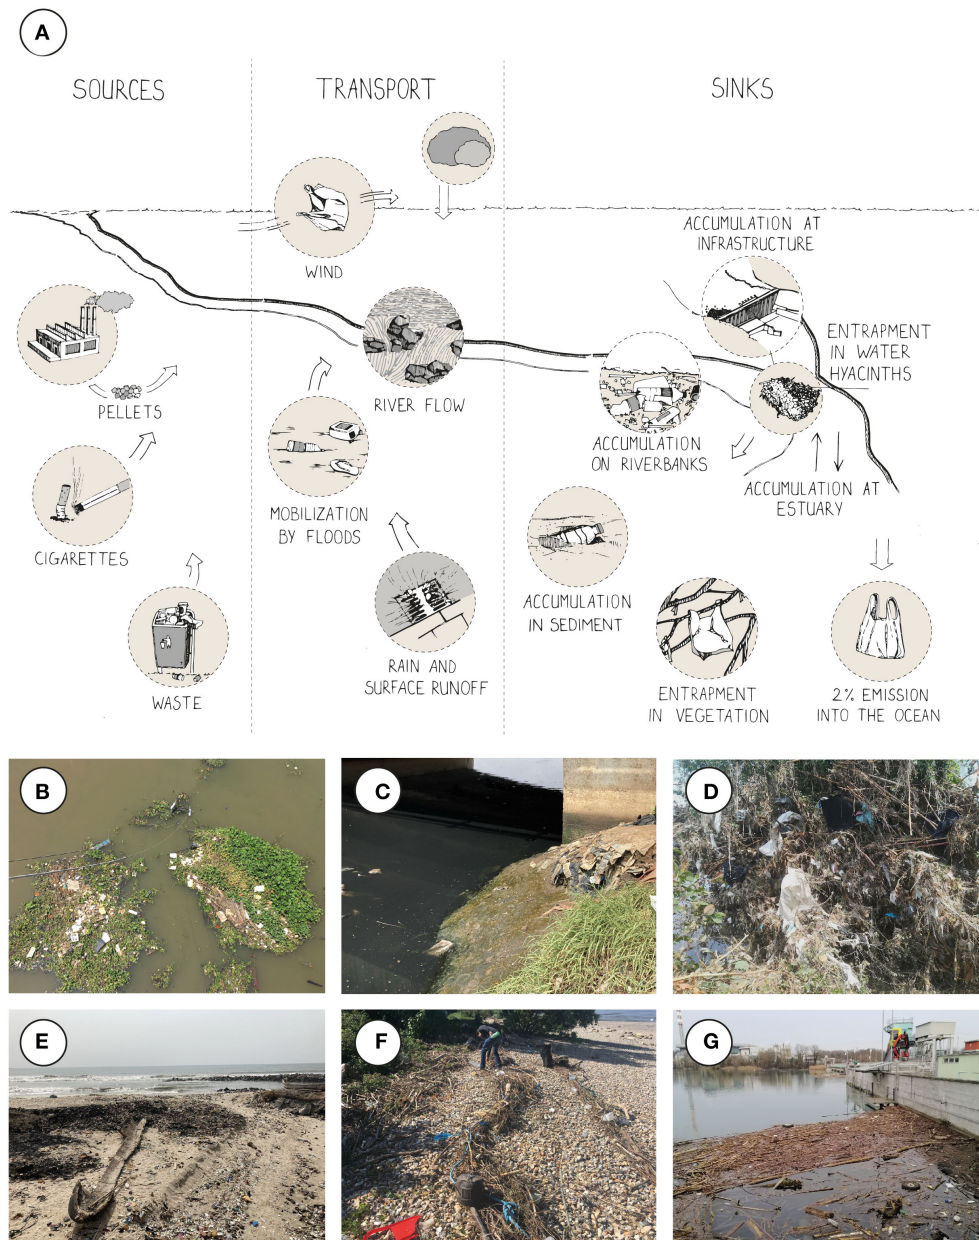 A
SOURCES
TRANSPORT
SINKS
ACCUMULATION AT
INFRASTRUCTURE
WIND
ENTRAPMENT
IN WATER
HYACINTHS
PELLETS
RIVER FLOW
ACCUMULATION
ON RIVERBANKS
ACCUMULATION AT
ESTUARY
MOBILIZATION
BY FLOODS
CIGARETTES
ACCUMULATION
IN SEDIMENT
RAIN AND
SURFACE RUNOFF
WASTE
ENTRAPMENT
IN VEGETATION
2% EMISSION
INTO THE OCEAN
B
C
D
E
F
G